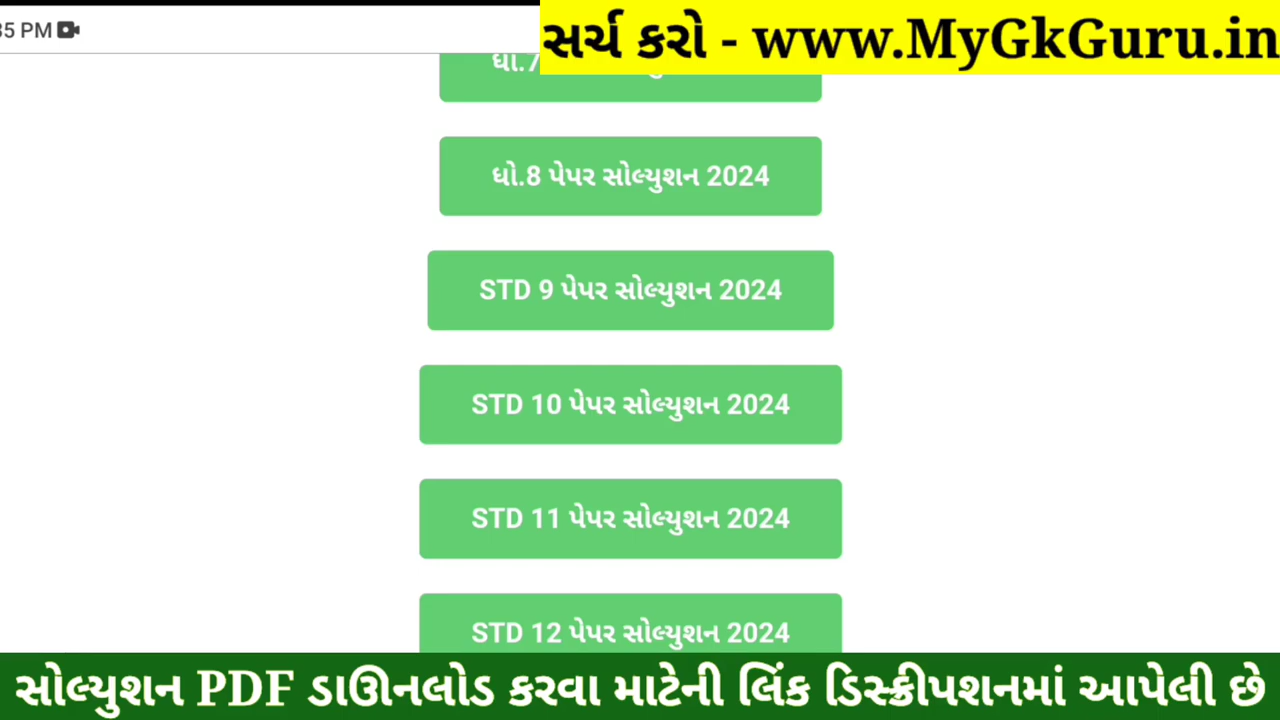 35 PM
સર્ચ કરો - www.MyGkGuru.in
ધો.7
ધો.8 પેપર સોલ્યુશન 2024
STD 9 પેપર સોલ્યુશન 2024
STD 10 પેપર સોલ્યુશન 2024
STD 11 પેપર સોલ્યુશન 2024
STD 12 પેપર સોલ્યુશન 2024
સોલ્યુશન PDF ડાઊનલોડ કરવા માટેની લિંક ડિસ્ક્રીપશનમાં આપેલી છે